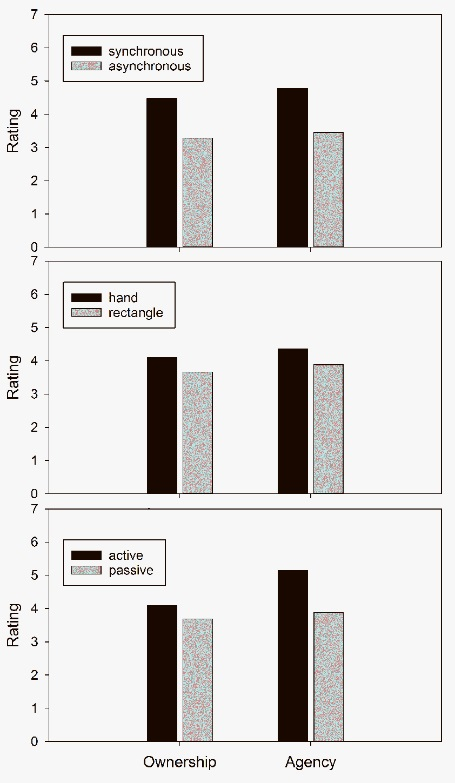 7
6
5
4
3
2
1
0
Rating
synchronous
asynchronous
7
6
5
4
3
2
1
0
Rating
hand
rectangle
7
6
5
4
3
2
1
0
Rating
active
passive
Ownership Agency